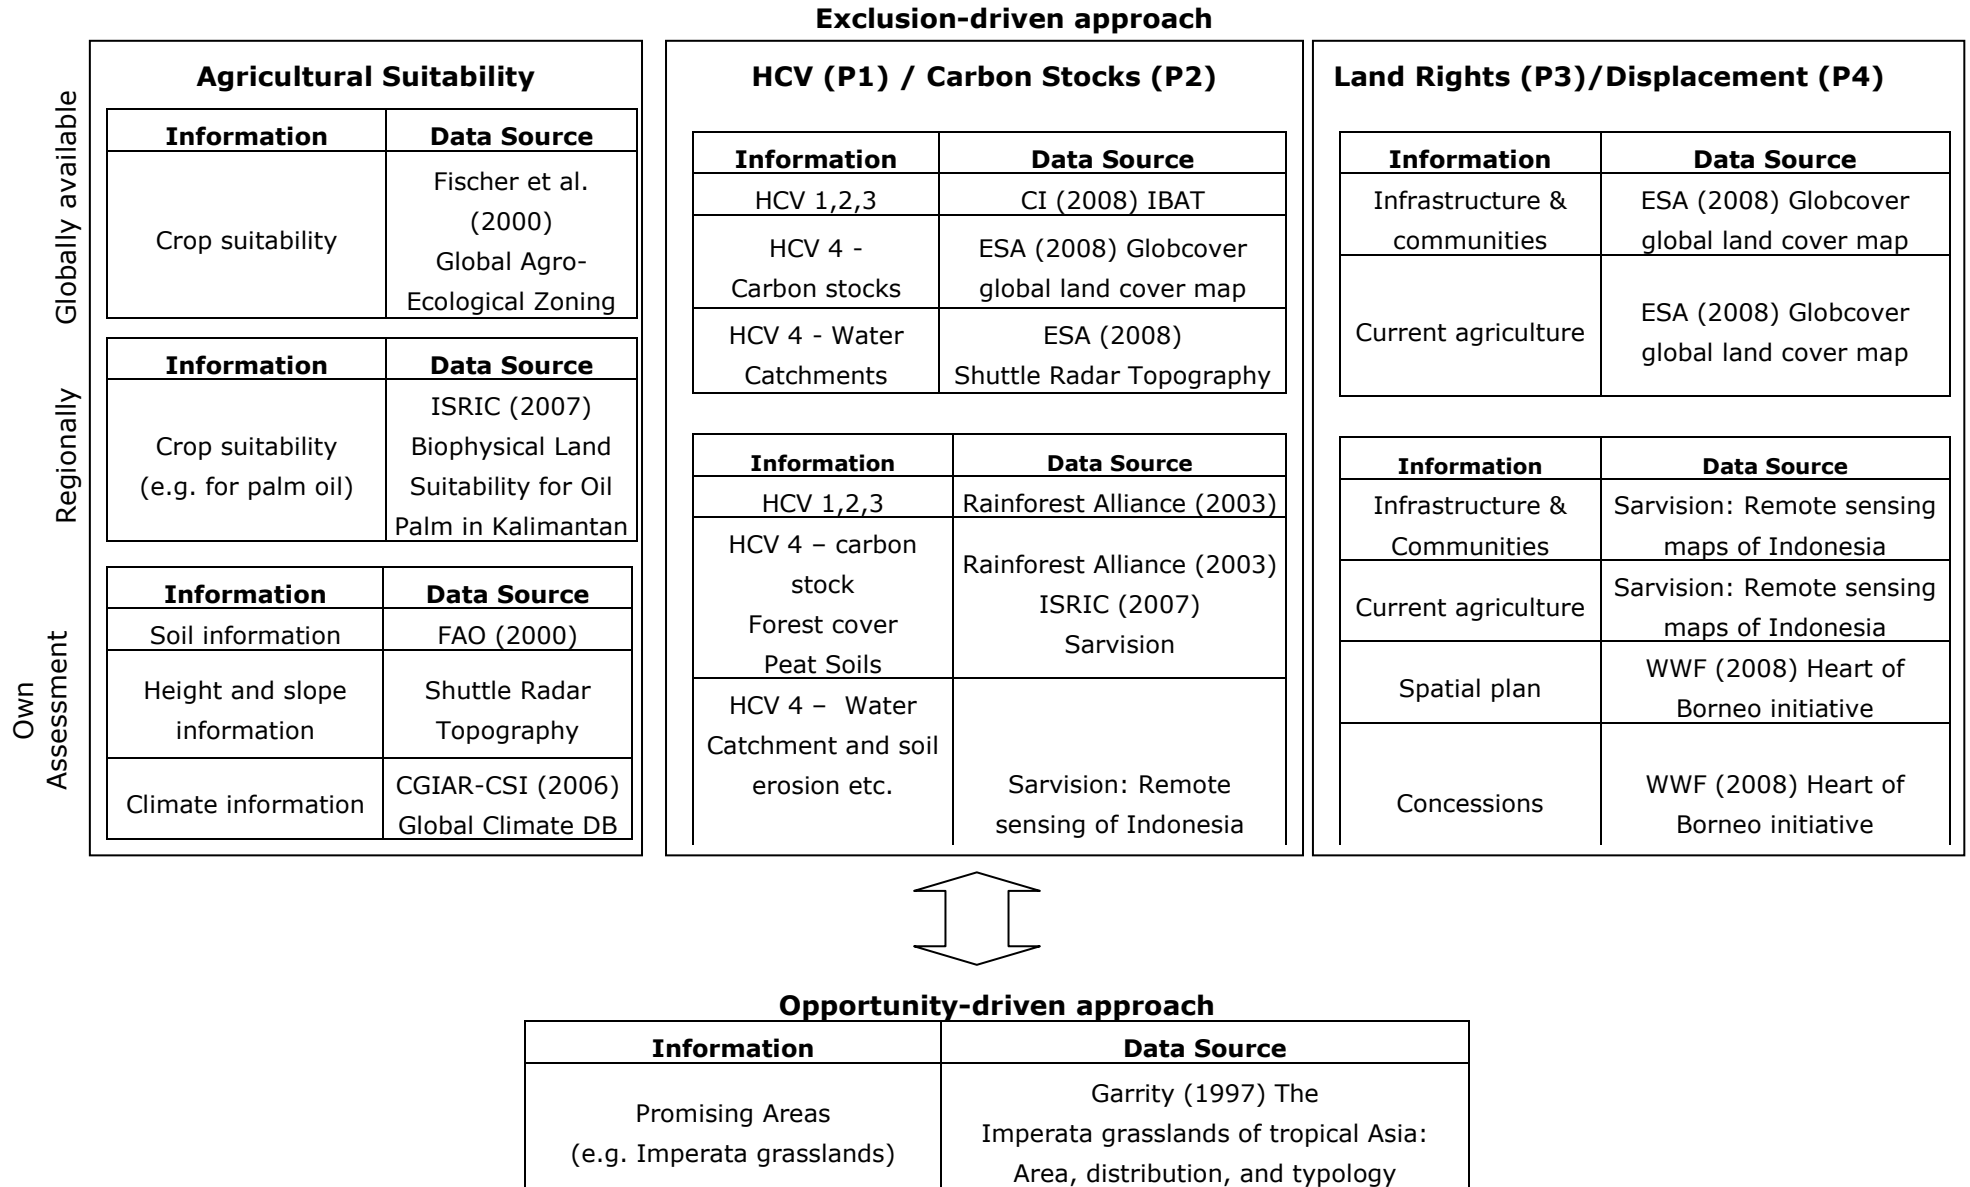 Exclusion-driven approach
Globally available
Regionally
Own
Assessment
Agricultural Suitability
Information Data Source
Crop suitability
Fischer et al.
(2000)
Global Agro-
Ecological Zoning
Information Data Source
Crop suitability
(e.g. for palm oil)
ISRIC (2007)
Biophysical Land
Suitability for Oil
Palm in Kalimantan
Information Data Source
Soil information FAO (2000)
Height and slope
information
Shuttle Radar
Topography
Climate information
CGIAR-CSI (2006)
Global Climate DB
HCV (P1) / Carbon Stocks (P2)
Information Data Source
HCV 1,2,3 CI (2008) IBAT
HCV 4 -
Carbon stocks
ESA (2008) Globcover
global land cover map
HCV 4 - Water
Catchments
ESA (2008)
Shuttle Radar Topography
Information Data Source
HCV 1,2,3 Rainforest Alliance (2003)
HCV 4 – carbon
stock
Forest cover
Peat Soils
Rainforest Alliance (2003)
ISRIC (2007)
Sarvision
HCV 4 – Water
Catchment and soil
erosion etc.
Sarvision: Remote
sensing of Indonesia
Land Rights (P3)/Displacement (P4)
Information Data Source
Infrastructure &
communities
ESA (2008) Globcover
global land cover map
Current agriculture
ESA (2008) Globcover
global land cover map
Information Data Source
Infrastructure &
Communities
Sarvision: Remote sensing
maps of Indonesia
Current agriculture
Sarvision: Remote sensing
maps of Indonesia
Spatial plan
WWF (2008) Heart of
Borneo initiative
Concessions
WWF (2008) Heart of
Borneo initiative
Opportunity-driven approach
Information Data Source
Promising Areas
(e.g. Imperata grasslands)
Garrity (1997) The
Imperata grasslands of tropical Asia:
Area, distribution, and typology